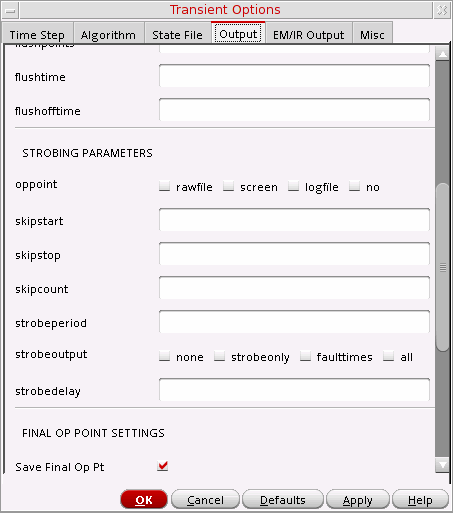 Transient Options
Time Step Algorithm State File Output EM/IR Output Misc
flushpoints
flushtime
flushofftime
STROBING PARAMETERS
oppoint rawfile screen logfile no
skipstart
skipstop
skipcount
strobeperiod
strobeoutput none strobeonly faulttimes all
strobedelay
FINAL OP POINT SETTINGS
Save Final Op Pt
OK Cancel Defaults Apply Help